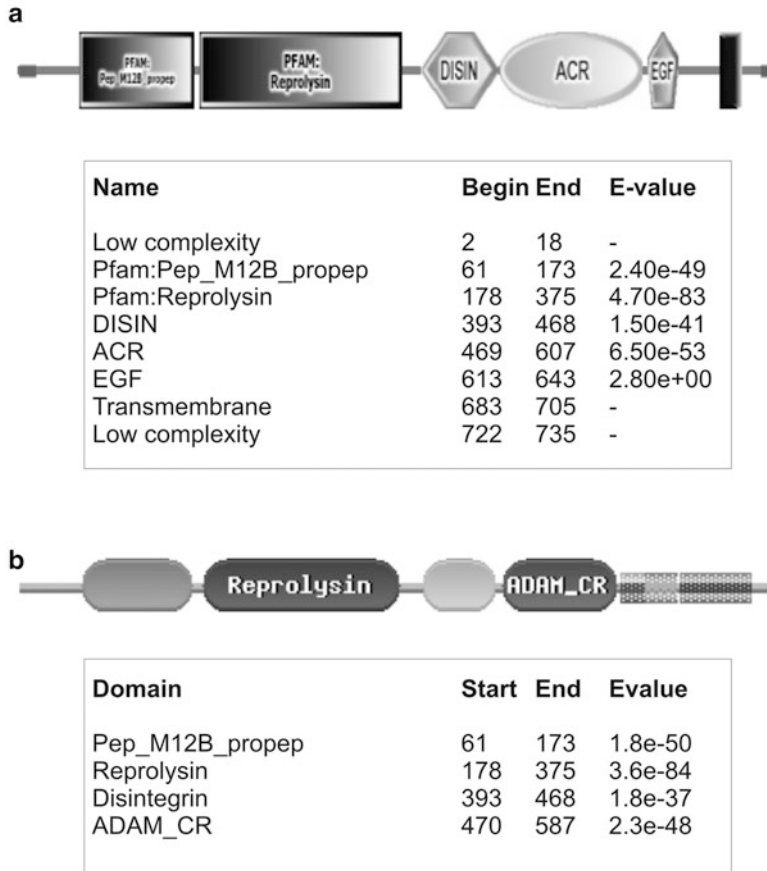 a
PFAM:
Pep_M12B_propep
PFAM:
Reprolysin
DISIN
ACR
EGF
Name Begin End E-value
Low complexity 2 18 -
Pfam:Pep_M12B_propep 61 173 2.40e-49
Pfam:Reprolysin 178 375 4.70e-83
DISIN 393 468 1.50e-41
ACR 469 607 6.50e-53
EGF 613 643 2.80e+00
Transmembrane 683 705 -
Low complexity 722 735 -
b
Reprolysin
ADAM_CR
Domain Start End Evalue
Pep_M12B_propep 61 173 1.8e-50
Reprolysin 178 375 3.6e-84
Disintegrin 393 468 1.8e-37
ADAM_CR 470 587 2.3e-48